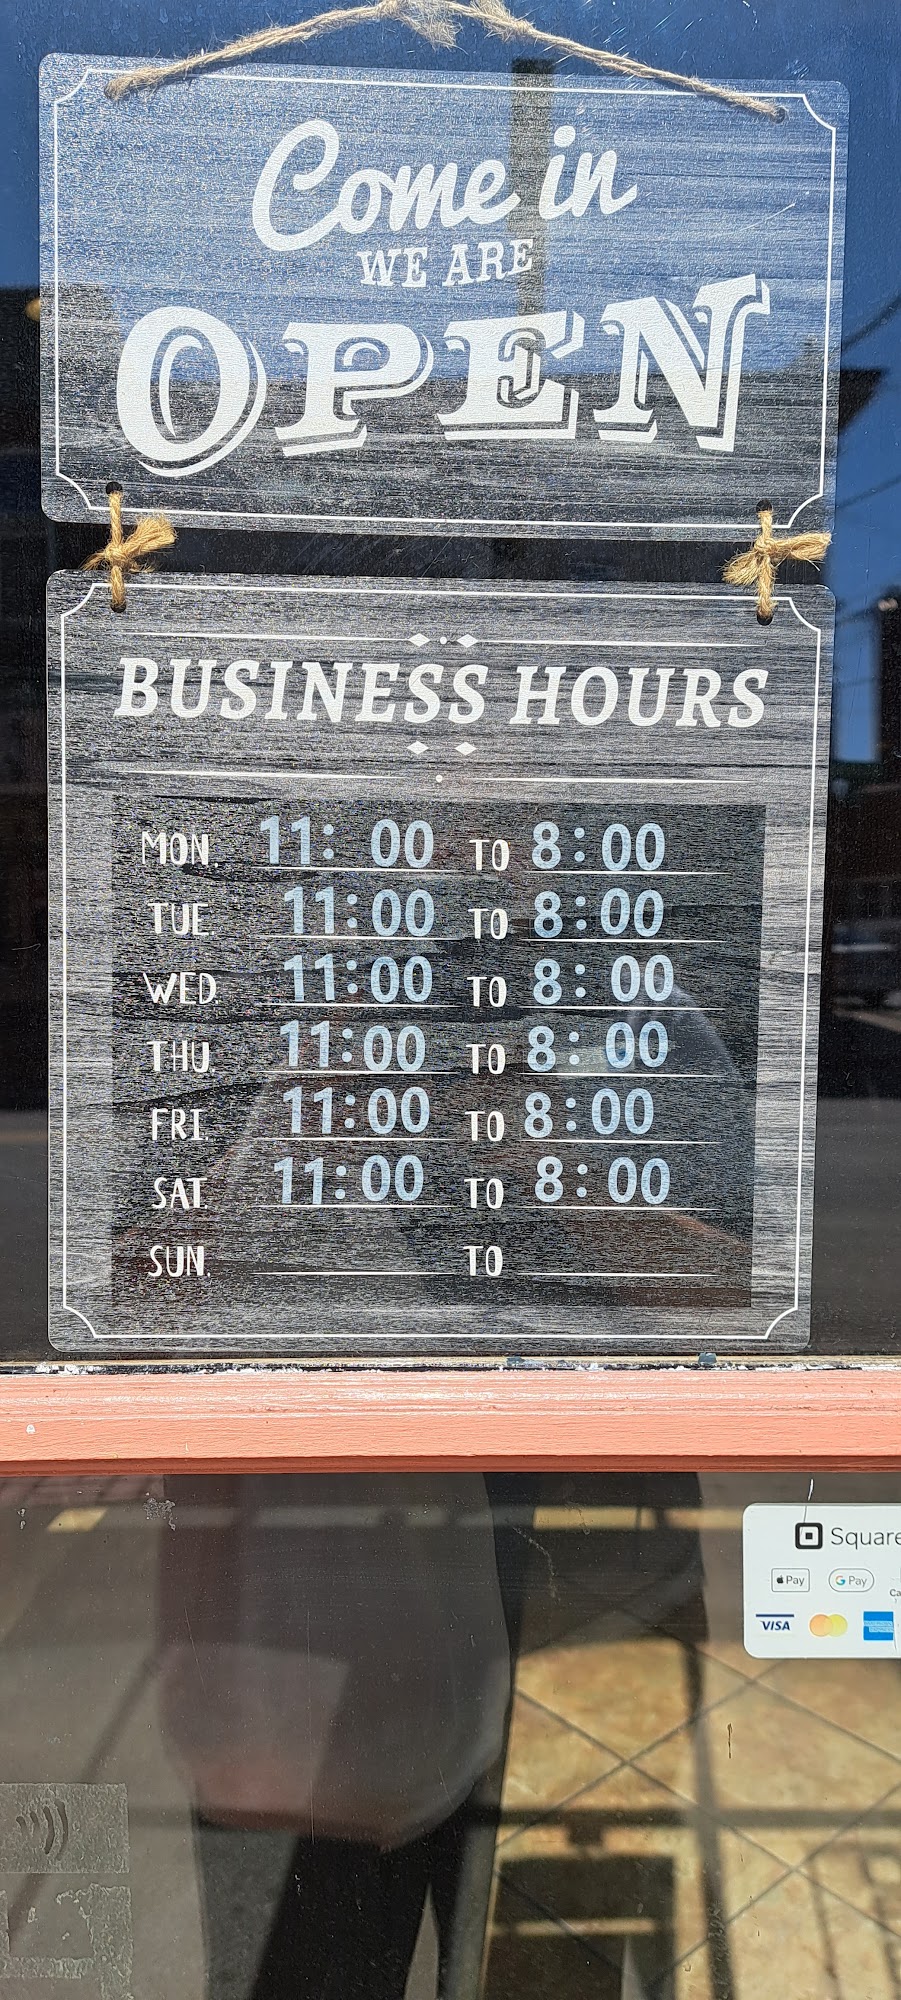 Come in
WE ARE
OPEN
BUSINESS HOURS
MON. 11: 00 TO 8:00
TUE. 11:00 TO 8:00
WED. 11:00 TO 8: 00
THU. 11:00 TO 8: 00
FRI. 11:00 TO 8:00
SAT. 11:00 TO 8: 00
SUN. TO
Square
Pay G Pay
VISA